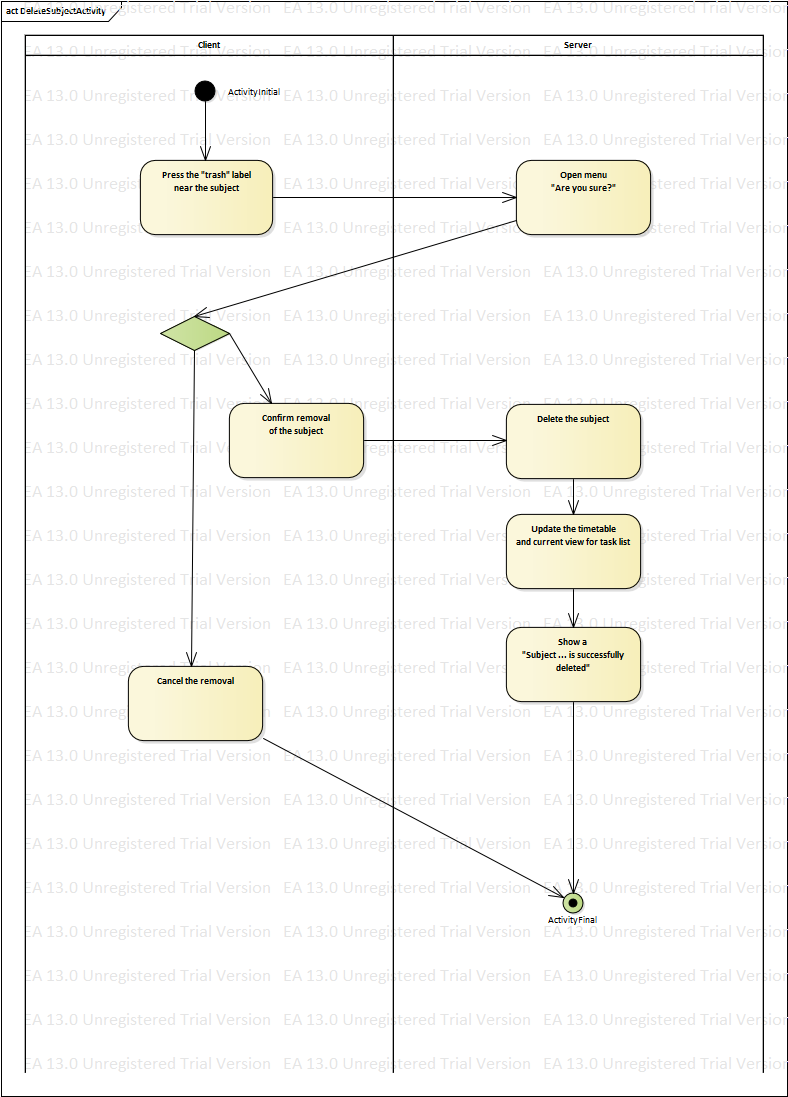 act DeleteSubjectActivity
Client
Server
ActivityInitial
Press the "trash" label
near the subject
Open menu
"Are you sure?"
Confirm removal
of the subject
Delete the subject
Update the timetable
and current view for task list
Show a
"Subject ... is successfully
deleted"
Cancel the removal
ActivityFinal
EA 13.0 Unregistered Trial Version